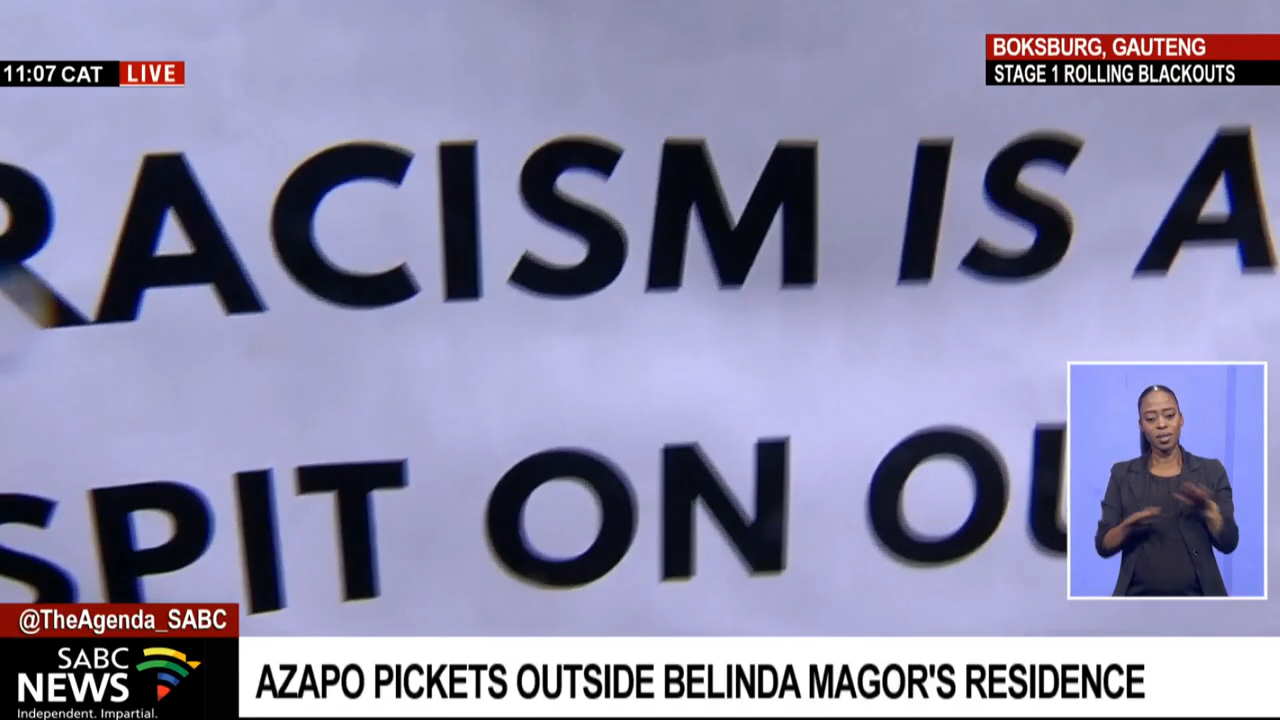 11:07 CAT LIVE
BOKSBURG, GAUTENG
STAGE 1 ROLLING BLACKOUTS
RACISM IS A
SPIT ON OU
@TheAgenda_SABC
SABC
NEWS
Independent. Impartial.
AZAPO PICKETS OUTSIDE BELINDA MAGOR'S RESIDENCE